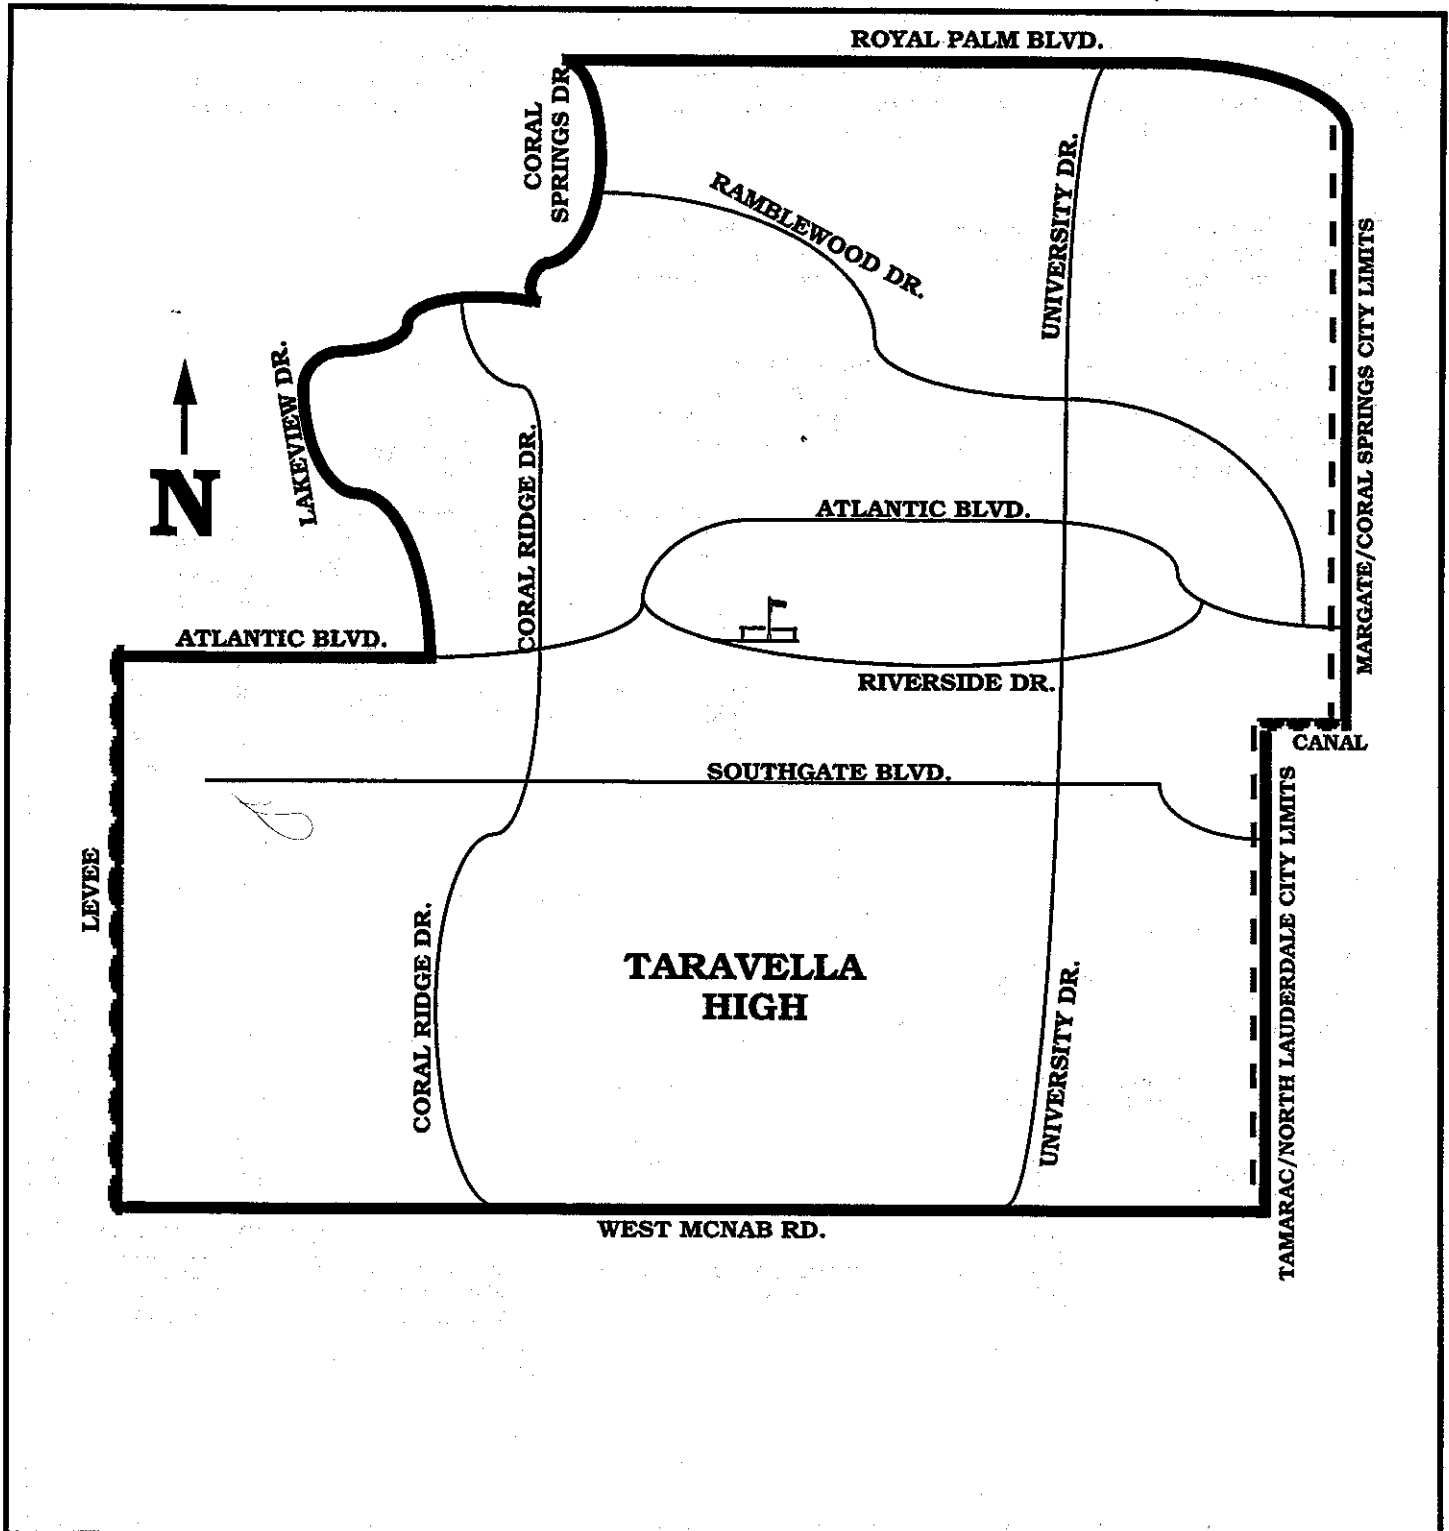 ROYAL PALM BLVD.
CORAL
SPRINGS DR.
RAMBLEWOOD DR.
UNIVERSITY DR.
MARGATE/CORAL SPRINGS CITY LIMITS
LAKEVIEW DR.
N
CORAL RIDGE DR.
ATLANTIC BLVD.
ATLANTIC BLVD.
RIVERSIDE DR.
CANAL
SOUTHGATE BLVD.
LEVEE
TAMARAC/NORTH LAUDERDALE CITY LIMITS
CORAL RIDGE DR.
TARAVELLA
HIGH
UNIVERSITY DR.
WEST MCNAB RD.